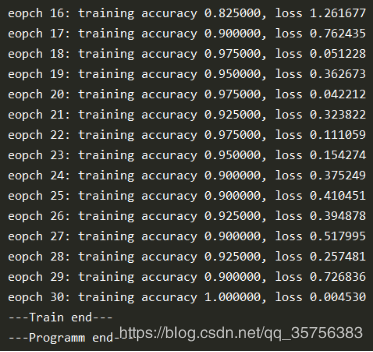 eopch 16: training accuracy 0.825000, loss 1.261677
eopch 17: training accuracy 0.900000, loss 0.762435
eopch 18: training accuracy 0.975000, loss 0.051228
eopch 19: training accuracy 0.950000, loss 0.362673
eopch 20: training accuracy 0.975000, loss 0.042212
eopch 21: training accuracy 0.925000, loss 0.323822
eopch 22: training accuracy 0.975000, loss 0.111059
eopch 23: training accuracy 0.950000, loss 0.154274
eopch 24: training accuracy 0.900000, loss 0.375249
eopch 25: training accuracy 0.900000, loss 0.410451
eopch 26: training accuracy 0.925000, loss 0.394878
eopch 27: training accuracy 0.900000, loss 0.517995
eopch 28: training accuracy 0.925000, loss 0.257481
eopch 29: training accuracy 0.900000, loss 0.726836
eopch 30: training accuracy 1.000000, loss 0.004530
---Train end---
---Programm end-
https://blog.csdn.net/qq_35756383